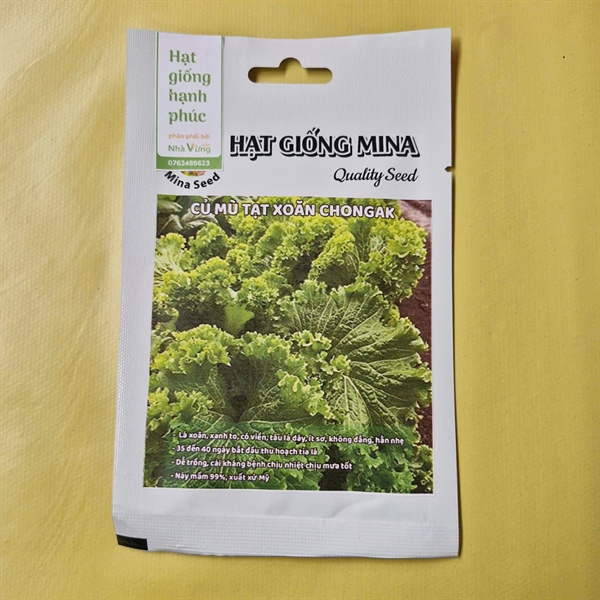 Hạt
giống
hạnh
phúc
phân phối bởi
Nhà Vừng
0763485623
Mina Seed
HẠT GIỐNG MINA
Quality Seed
CỦ MÙ TẠT XOĂN CHONGAK
- Là xoăn, xanh to, có viền, tàu lá dày, ít sơ, không đắng, hằn nhẹ
- 35 đến 40 ngày bắt đầu thu hoạch tỉa lá
- Dễ trồng, cải kháng bệnh chịu nhiệt chịu mưa tốt
- Nảy mầm 99%, xuất xứ Mỹ